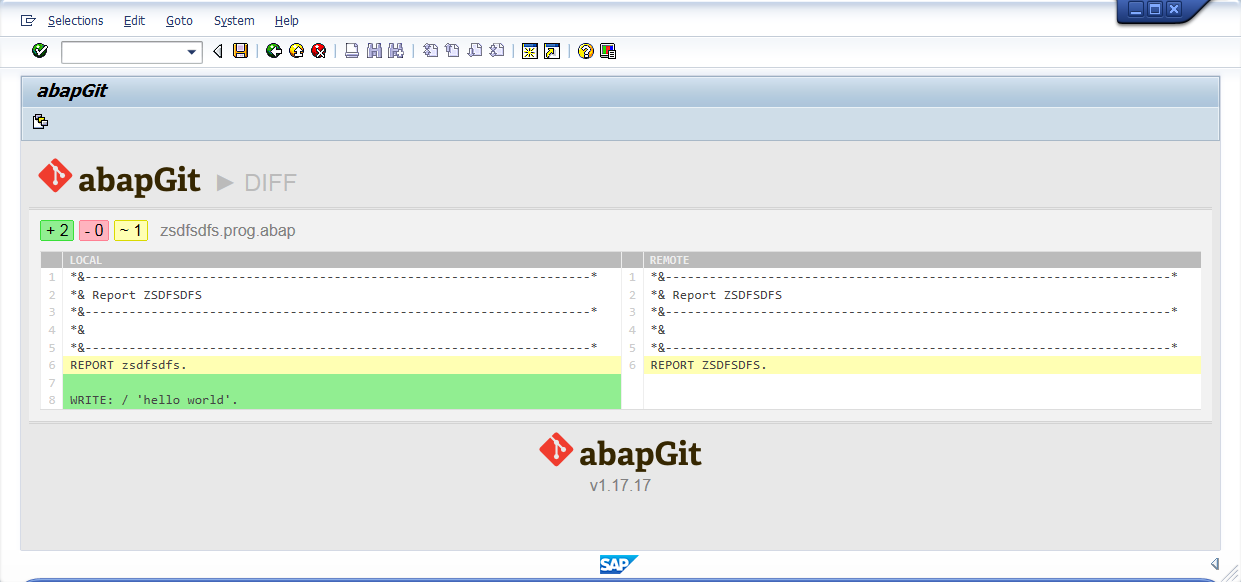 Selections Edit Goto System Help
abapGit
abapGit ▶ DIFF
+ 2 - 0 ~ 1 zsdfsdfs.prog.abap
LOCAL REMOTE
1 *&---------------------------------------------------------------------* 1 *&---------------------------------------------------------------------*
2 *& Report ZSDFSDFS 2 *& Report ZSDFSDFS
3 *&---------------------------------------------------------------------* 3 *&---------------------------------------------------------------------*
4 *& 4 *&
5 *&---------------------------------------------------------------------* 5 *&---------------------------------------------------------------------*
6 REPORT zsdfsdfs. 6 REPORT ZSDFSDFS.
7
8 WRITE: / 'hello world'.
abapGit
v1.17.17
SAP